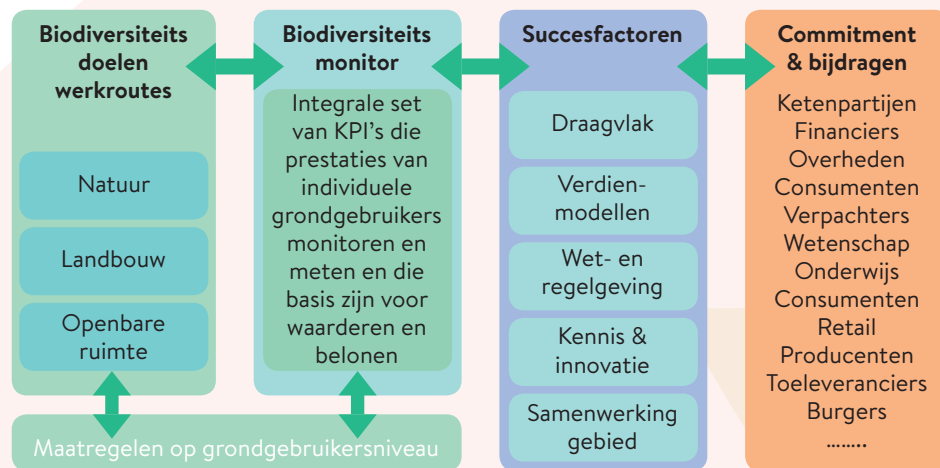 Biodiversiteits
doelen
werkroutes
Natuur
Landbouw
Openbare
ruimte
Biodiversiteits
monitor
Integrale set
van KPI's die
prestaties van
individuele
grondgebruikers
monitoren en
meten en die
basis zijn voor
waarderen en
belonen
Maatregelen op grondgebruikersniveau
Succesfactoren
Draagvlak
Verdien-
modellen
Wet- en
regelgeving
Kennis &
innovatie
Samenwerking
gebied
Commitment
& bijdragen
Ketenpartijen
Financiers
Overheden
Consumenten
Verpachters
Wetenschap
Onderwijs
Consumenten
Retail
Producenten
Toeleveranciers
Burgers
........